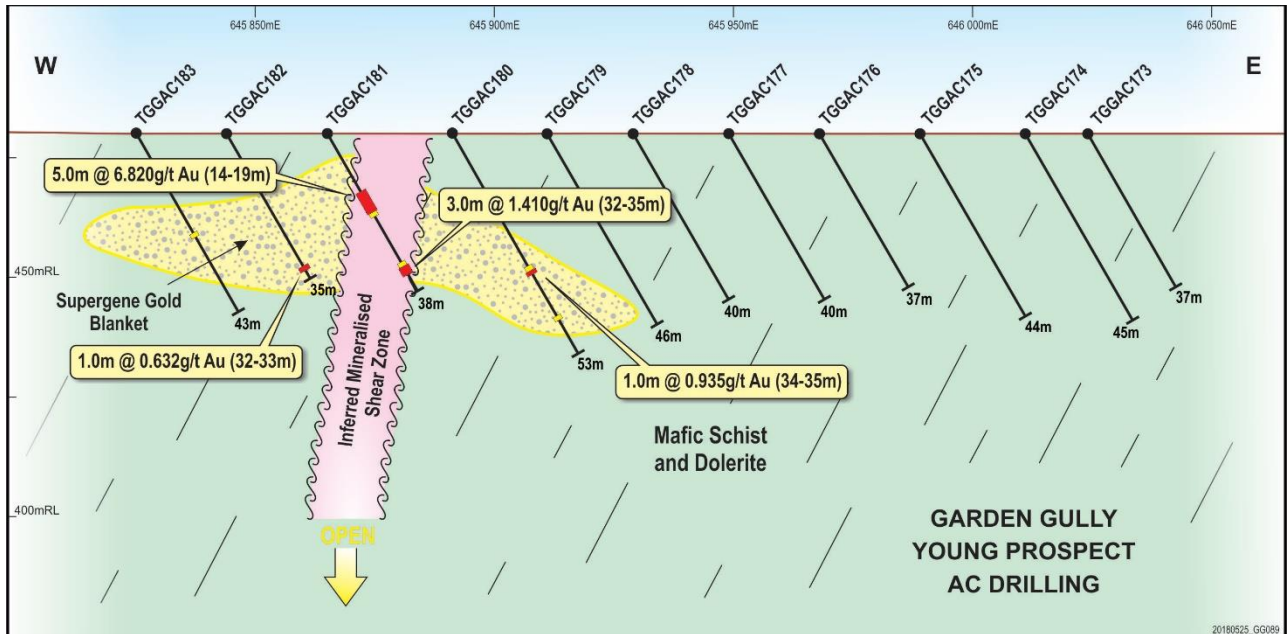 645 850mE
645 900mE
645 950mE
646 000mE
646 050mE
W
E
TGGAC183
TGGAC182
TGGAC181
TGGAC180
TGGAC179
TGGAC178
TGGAC177
TGGAC176
TGGAC175
TGGAC174
TGGAC173
5.0m @ 6.820g/t Au (14-19m)
3.0m @ 1.410g/t Au (32-35m)
450mRL
Supergene Gold
Blanket
43m
35m
38m
53m
46m
40m
40m
37m
44m
45m
37m
1.0m @ 0.632g/t Au (32-33m)
1.0m @ 0.935g/t Au (34-35m)
Inferred Mineralised
Shear Zone
Mafic Schist
and Dolerite
400mRL
OPEN
GARDEN GULLY
YOUNG PROSPECT
AC DRILLING
20180525_GG089